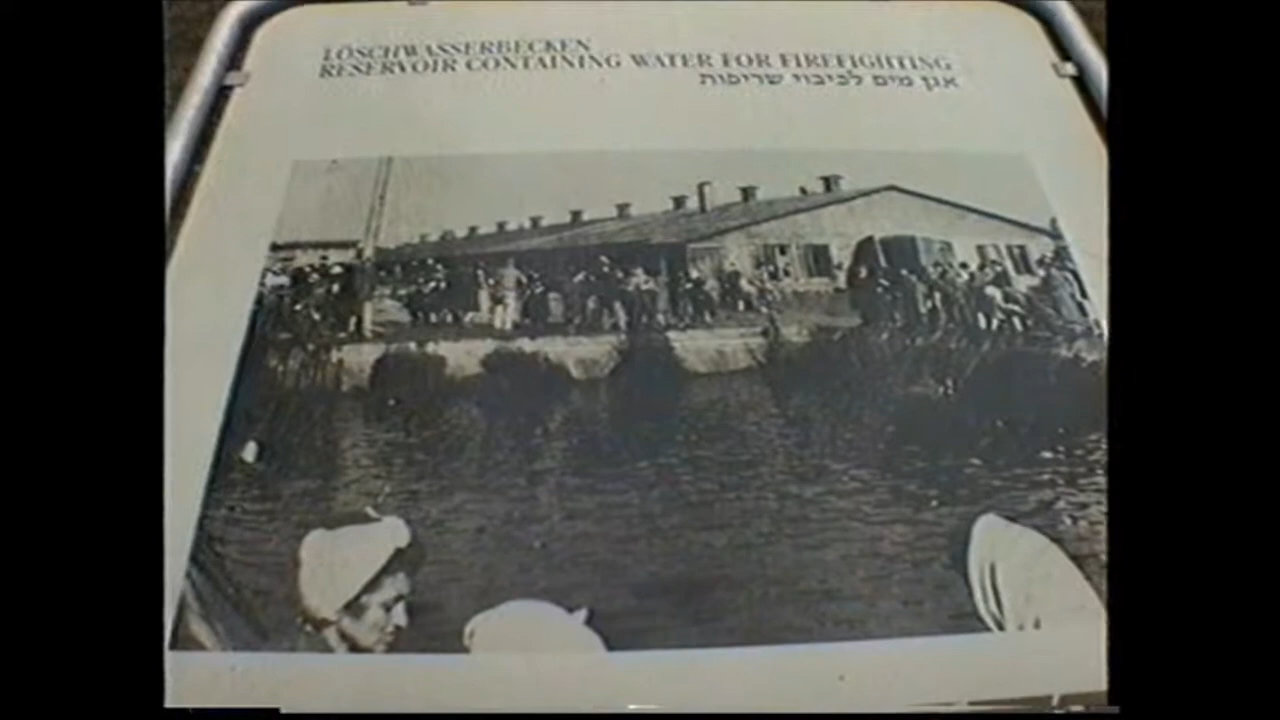 LÖSCHWASSERBECKEN
RESERVOIR CONTAINING WATER FOR FIREFIGHTING
אגן מים לכיבוי שריפות